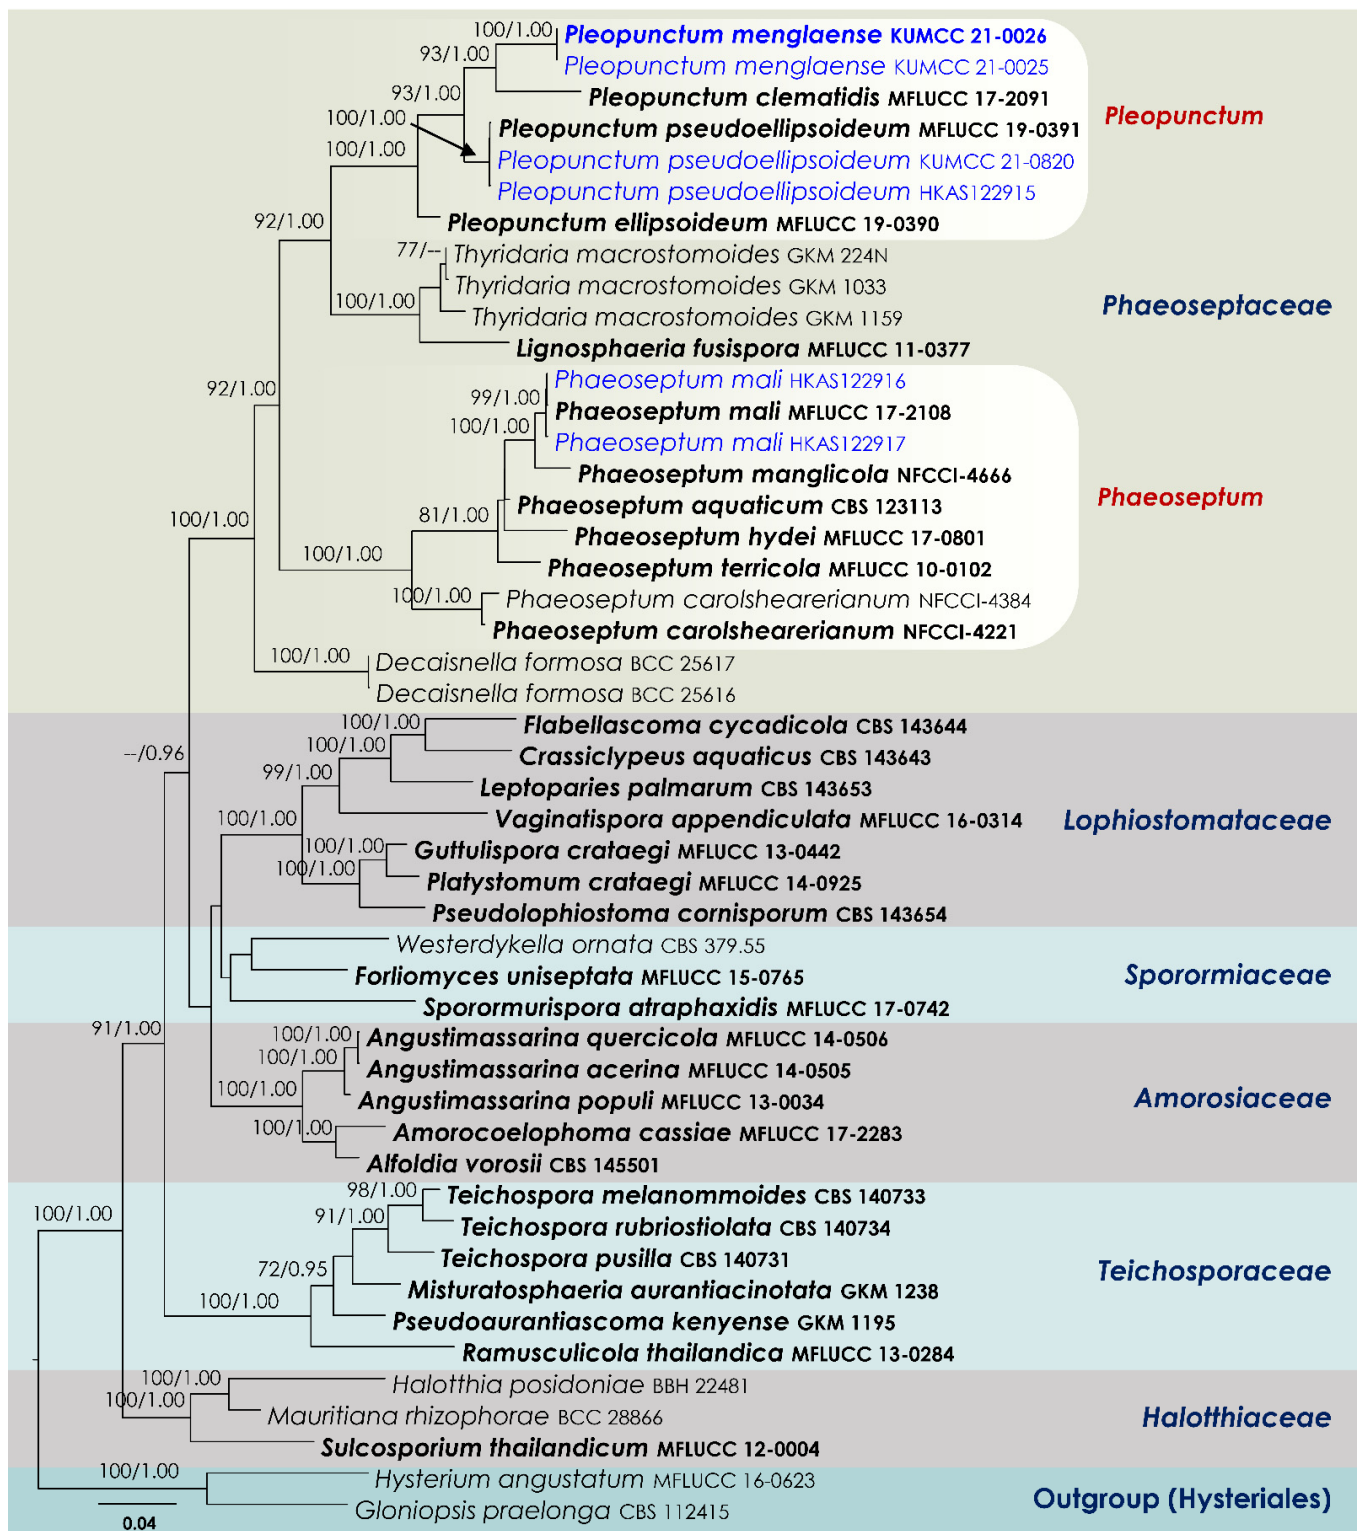 100/1.00 Pleopunctum menglaense KUMCC 21-0026
93/1.00 Pleopunctum menglaense KUMCC 21-0025
93/1.00 Pleopunctum clematidis MFLUCC 17-2091
Pleopunctum
100/1.00 Pleopunctum pseudoellipsoideum MFLUCC 19-0391
100/1.00 Pleopunctum pseudoellipsoideum KUMCC 21-0820
Pleopunctum pseudoellipsoideum HKAS122915
92/1.00 Pleopunctum ellipsoideum MFLUCC 19-0390
77/-- Thyridaria macrostomoides GKM 224N
Thyridaria macrostomoides GKM 1033
100/1.00 Thyridaria macrostomoides GKM 1159
Phaeoseptaceae
Lignosphaeria fusispora MFLUCC 11-0377
92/1.00 Phaeoseptum mali HKAS122916
99/1.00 Phaeoseptum mali MFLUCC 17-2108
100/1.00 Phaeoseptum mali HKAS122917
Phaeoseptum manglicola NFCCI-4666
Phaeoseptum
Phaeoseptum aquaticum CBS 123113
100/1.00 81/1.00 Phaeoseptum hydei MFLUCC 17-0801
100/1.00 Phaeoseptum terricola MFLUCC 10-0102
100/1.00 Phaeoseptum carolshearerianum NFCCI-4384
Phaeoseptum carolshearerianum NFCCI-4221
100/1.00 Decaisnella formosa BCC 25617
Decaisnella formosa BCC 25616
100/1.00 Flabellascoma cycadicola CBS 143644
--/0.96 100/1.00 Crassiclypeus aquaticus CBS 143643
99/1.00 Leptoparies palmarum CBS 143653
100/1.00 Vaginatispora appendiculata MFLUCC 16-0314
Lophiostomataceae
100/1.00 Guttulispora crataegi MFLUCC 13-0442
100/1.00 Platystomum crataegi MFLUCC 14-0925
Pseudolophiostoma cornisporum CBS 143654
Westerdykella ornata CBS 379.55
Forliomyces uniseptata MFLUCC 15-0765
Sporormiaceae
Sporormurispora atraphaxidis MFLUCC 17-0742
91/1.00 100/1.00 Angustimassarina quercicola MFLUCC 14-0506
100/1.00 Angustimassarina acerina MFLUCC 14-0505
100/1.00 Angustimassarina populi MFLUCC 13-0034
Amorosiaceae
100/1.00 Amorocoelophoma cassiae MFLUCC 17-2283
Alfoldia vorosii CBS 145501
98/1.00 Teichospora melanommoides CBS 140733
100/1.00 91/1.00 Teichospora rubriostiolata CBS 140734
Teichospora pusilla CBS 140731
Teichosporaceae
72/0.95 Misturatosphaeria aurantiacinotata GKM 1238
100/1.00 Pseudoaurantiascoma kenyense GKM 1195
Ramusculicola thailandica MFLUCC 13-0284
100/1.00 Halotthia posidoniae BBH 22481
100/1.00 Mauritiana rhizophorae BCC 28866
Halotthiaceae
Sulcosporium thailandicum MFLUCC 12-0004
100/1.00 Hysterium angustatum MFLUCC 16-0623
Gloniopsis praelonga CBS 112415
Outgroup (Hysteriales)
0.04